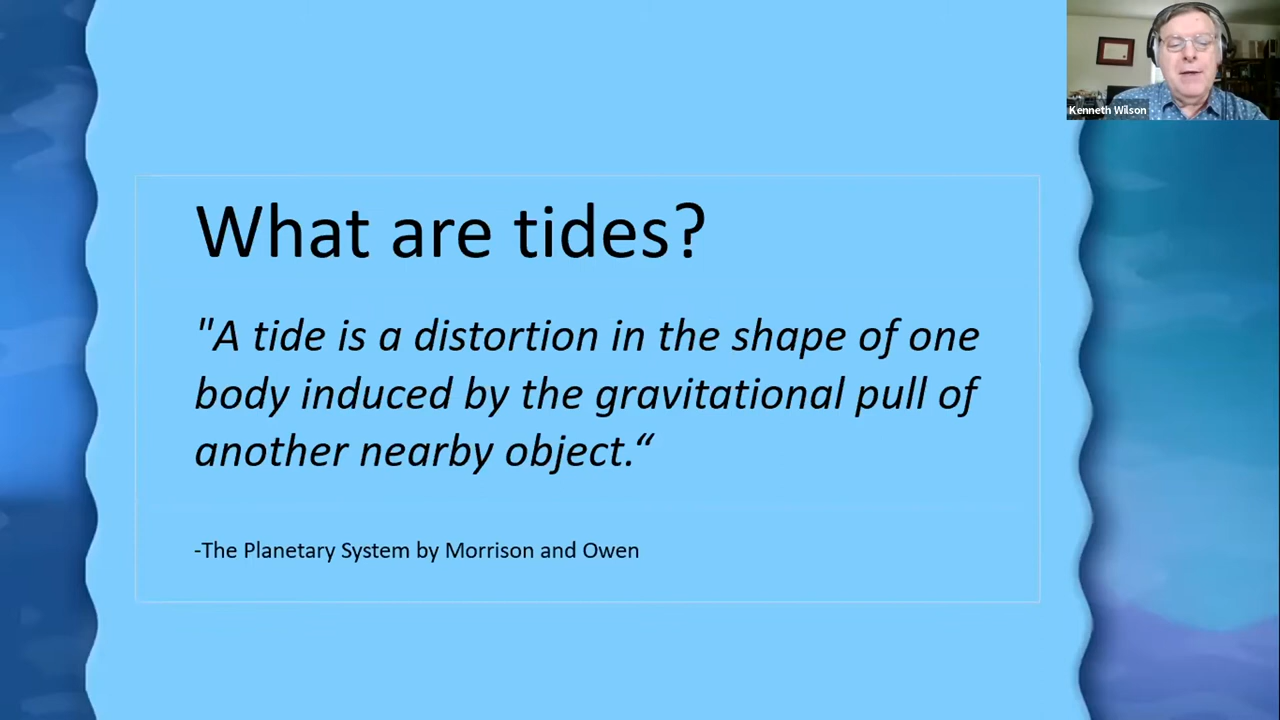 Kenneth Wilson
What are tides?
"A tide is a distortion in the shape of one
body induced by the gravitational pull of
another nearby object.“
-The Planetary System by Morrison and Owen